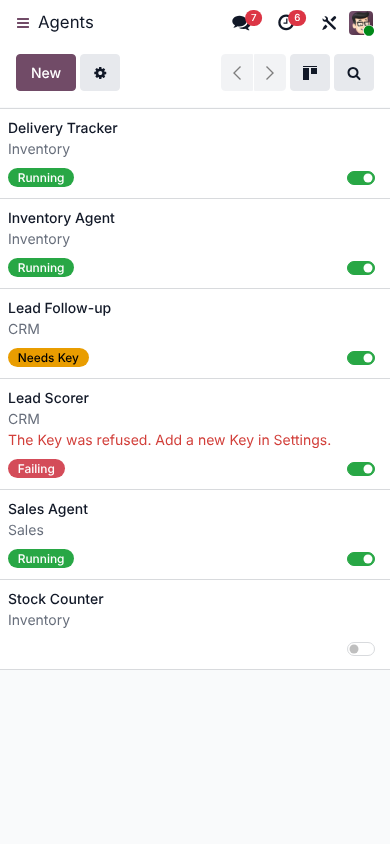 Agents
7
6
New
Delivery Tracker
Inventory
Running
Inventory Agent
Inventory
Running
Lead Follow-up
CRM
Needs Key
Lead Scorer
CRM
The Key was refused. Add a new Key in Settings.
Failing
Sales Agent
Sales
Running
Stock Counter
Inventory